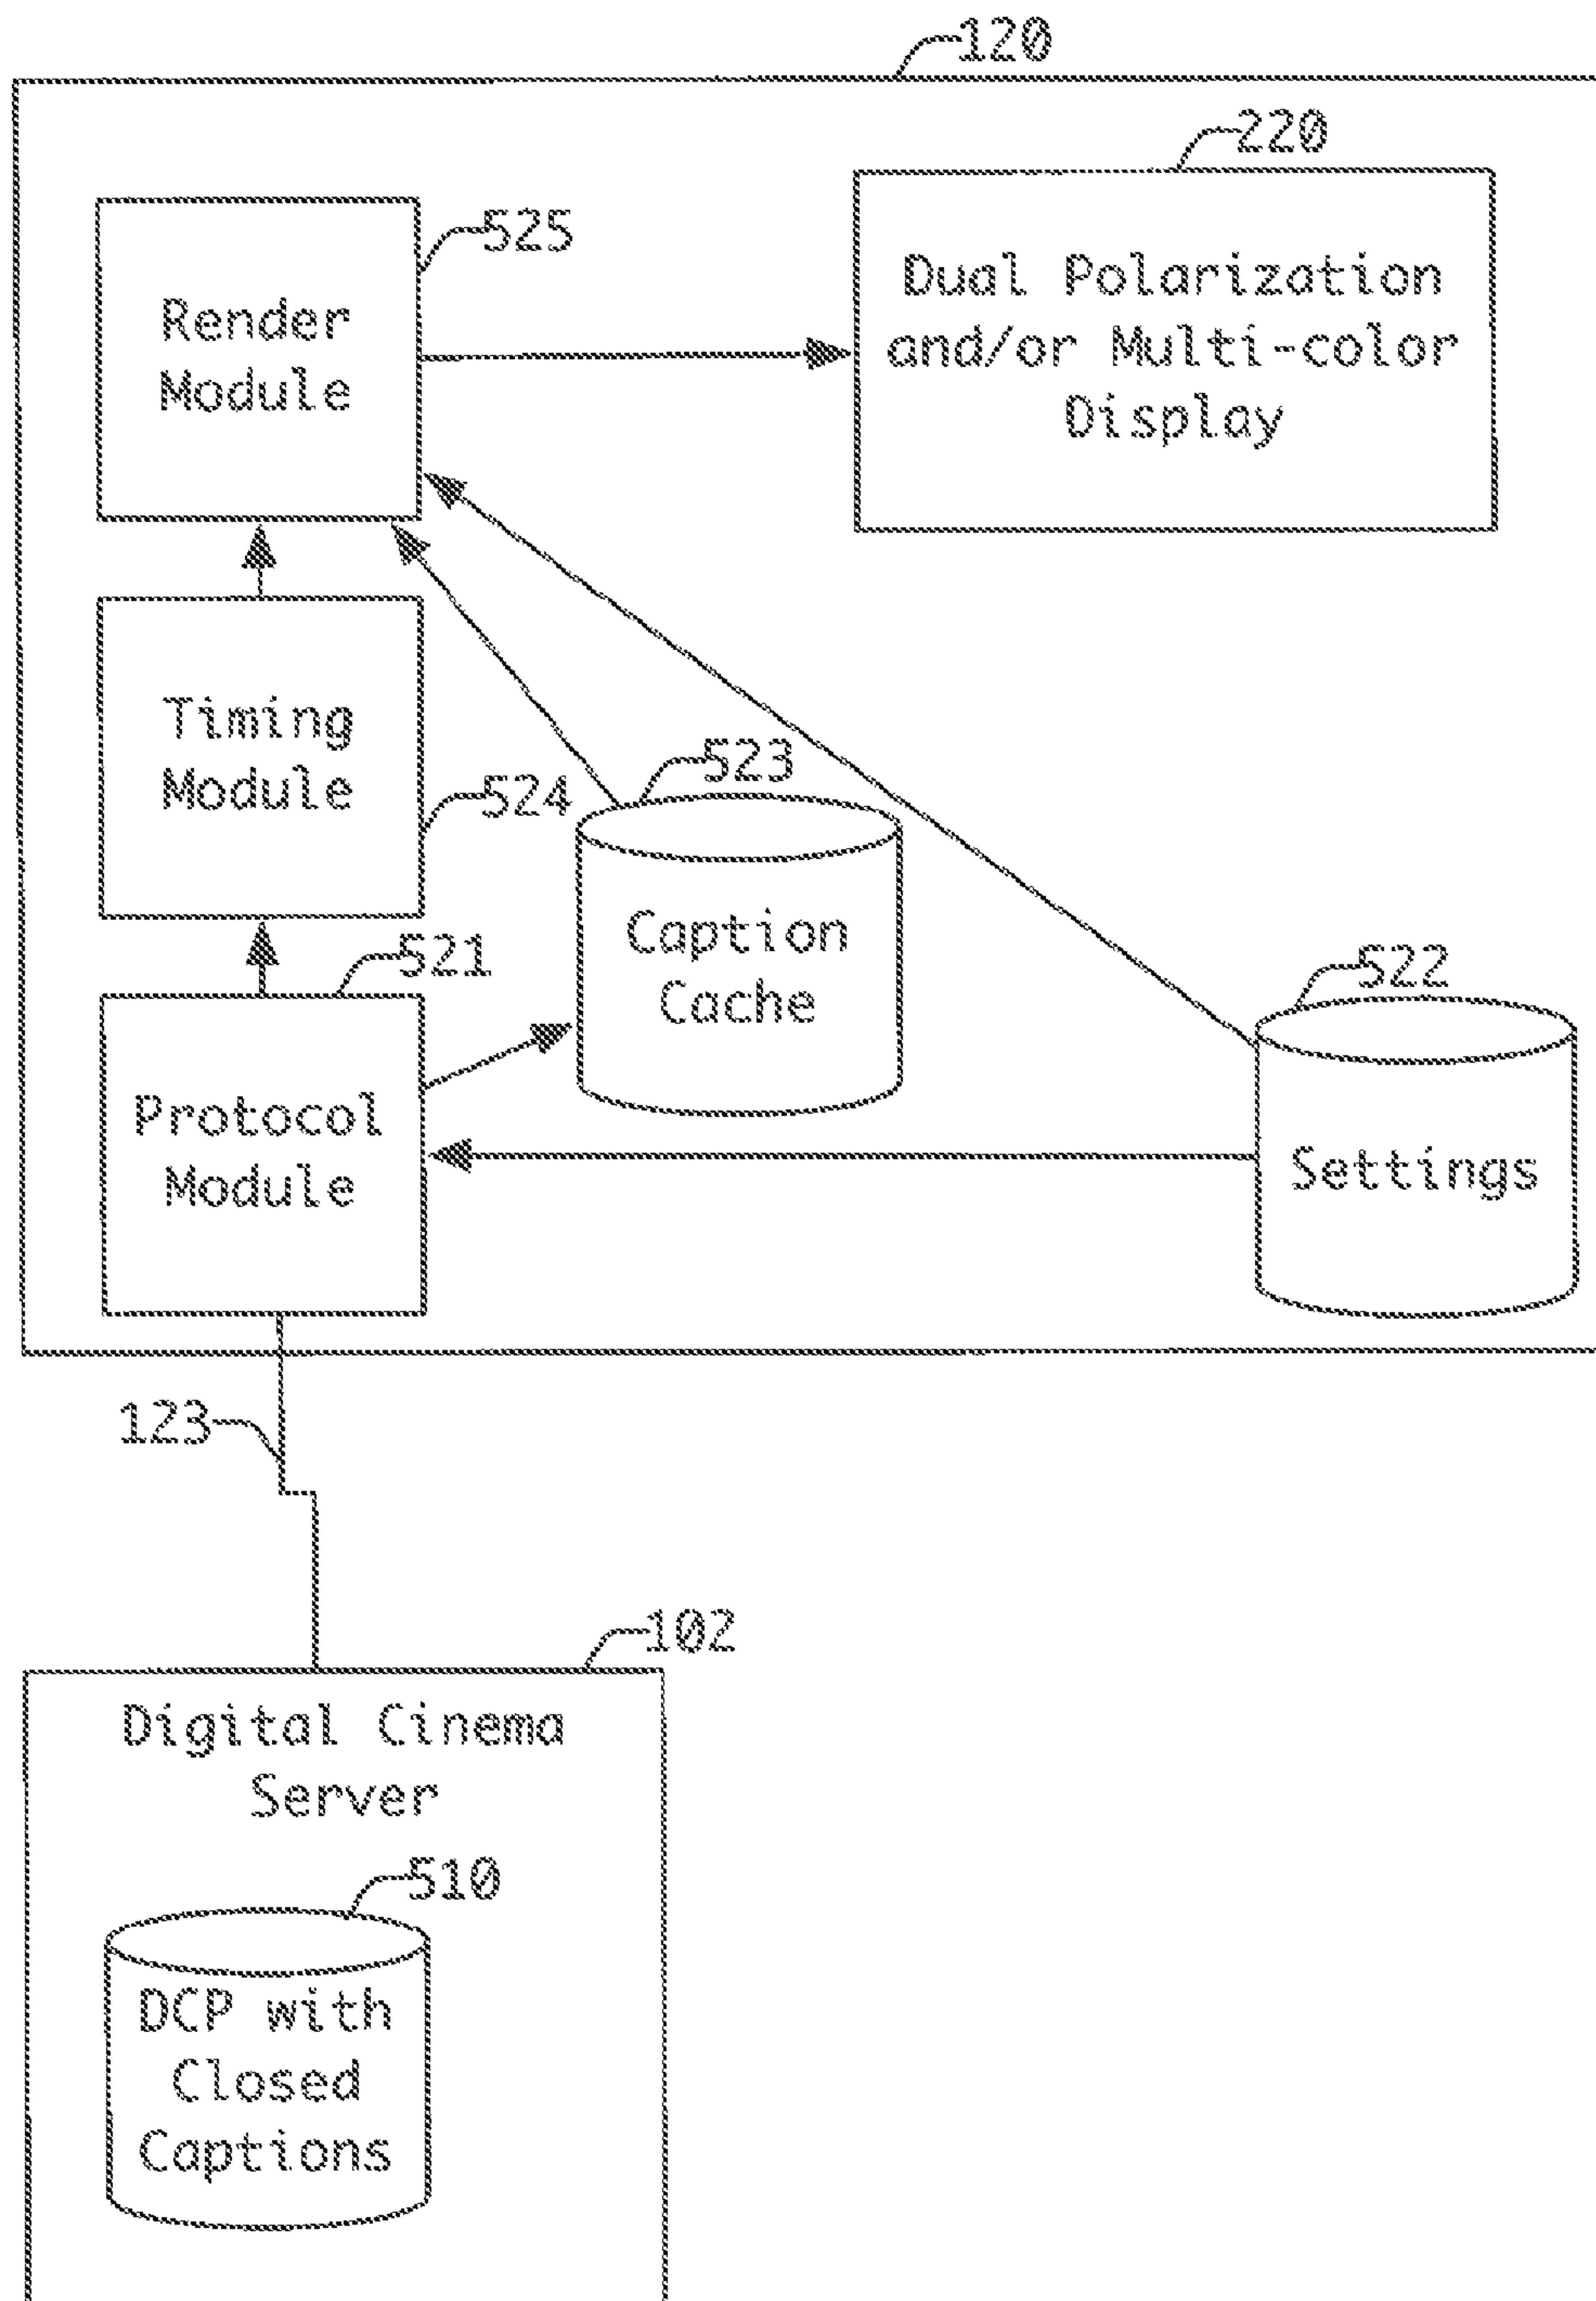 120
220
525
Render
Module
Dual Polarization
and/or Multi-color
Display
Timing
Module
524
523
Caption
Cache
521
522
Protocol
Module
Settings
123
102
Digital Cinema
Server
510
DCP with
Closed
Captions